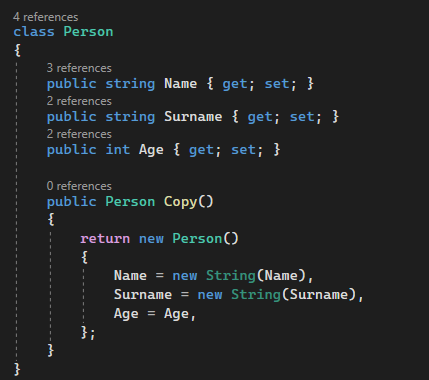 4 references
class Person
{
3 references
public string Name { get; set; }
2 references
public string Surname { get; set; }
2 references
public int Age { get; set; }
0 references
public Person Copy()
{
return new Person()
{
Name = new String(Name),
Surname = new String(Surname),
Age = Age,
};
}
}